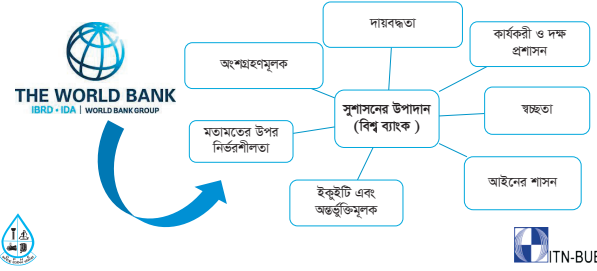 THE WORLD BANK
IBRD • IDA | WORLD BANK GROUP
দায়বদ্ধতা
কার্যকরী ও দক্ষ
প্রশাসন
অংশগ্রহণমূলক
সুশাসনের উপাদান
(বিশ্ব ব্যাংক )
স্বচ্ছতা
মতামতের উপর
নির্ভরশীলতা
আইনের শাসন
ইকুইটি এবং
অন্তর্ভুক্তিমূলক
ITN-BUE